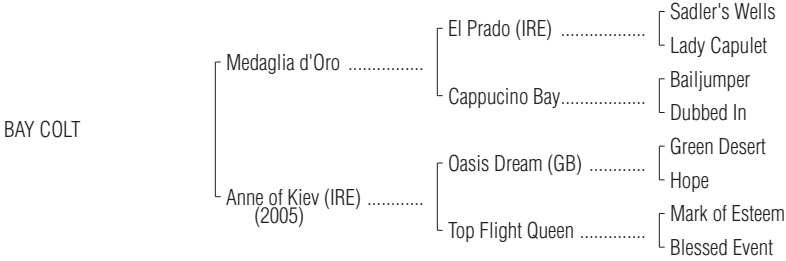 Sadler's Wells
El Prado (IRE) ..................
Lady Capulet
Medaglia d'Oro ................
Bailjumper
Cappucino Bay..................
Dubbed In
BAY COLT
Green Desert
Oasis Dream (GB) ............
Hope
Anne of Kiev (IRE) ............
(2005)
Mark of Esteem
Top Flight Queen ..............
Blessed Event